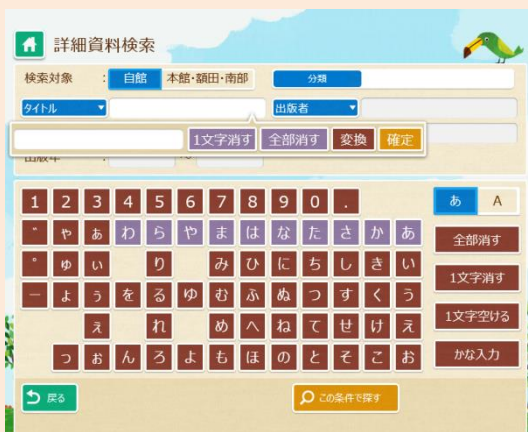 詳細資料検索
検索対象 : 自館 本館・額田・南部 分類
タイトル ▼ 出版者 ▼
1文字消す 全部消す 変換 確定
出版年 : ～
1 2 3 4 5 6 7 8 9 0 . あ A
゛ ゃ ぁ わ ら や ま は な た さ か あ 全部消す
゜ ゅ ぃ り み ひ に ち し き い 1文字消す
ー ょ ぅ を る ゆ む ふ ぬ つ す く う 1文字空ける
ぇ れ め へ ね て せ け え
っ ぉ ん ろ よ も ほ の と そ こ お かな入力
戻る この条件で探す